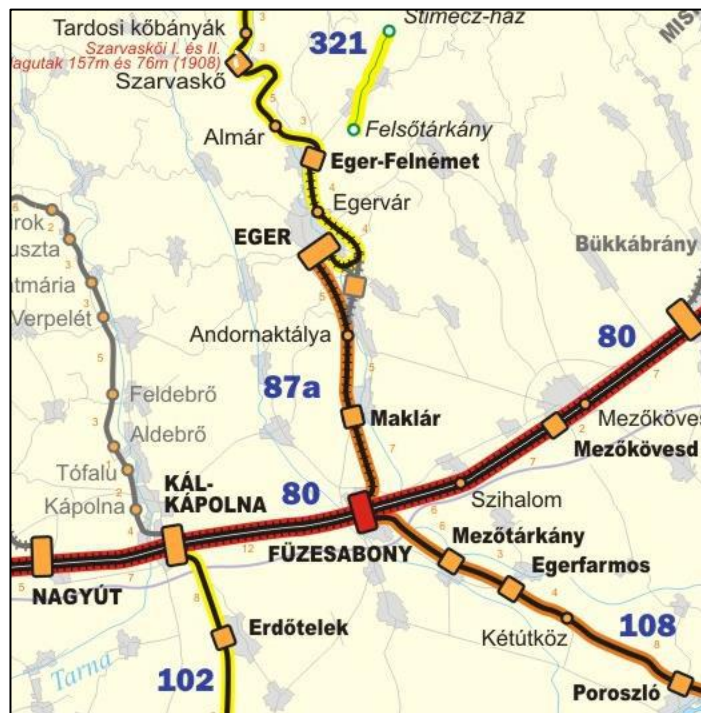 Tardosi kőbányák
Szarvaskői I. és II.
lagutak 157m és 76m (1908)
Szarvaskő
321
Stimecz-ház
Almár
Felsőtárkány
Eger-Felnémet
Egervár
EGER
Bükkábrány
Verpelét
Andornaktálya
80
Feldebrő
87a
Maklár
Aldebrő
Mezőköves
Mezőkövesd
Tófalu
KÁL-
KÁPOLNA
80
Kápolna
Szihalom
FÜZESABONY
Mezőtárkány
NAGYÚT
Egerfarmos
Erdőtelek
Kétútköz
108
Tarna
102
Poroszló